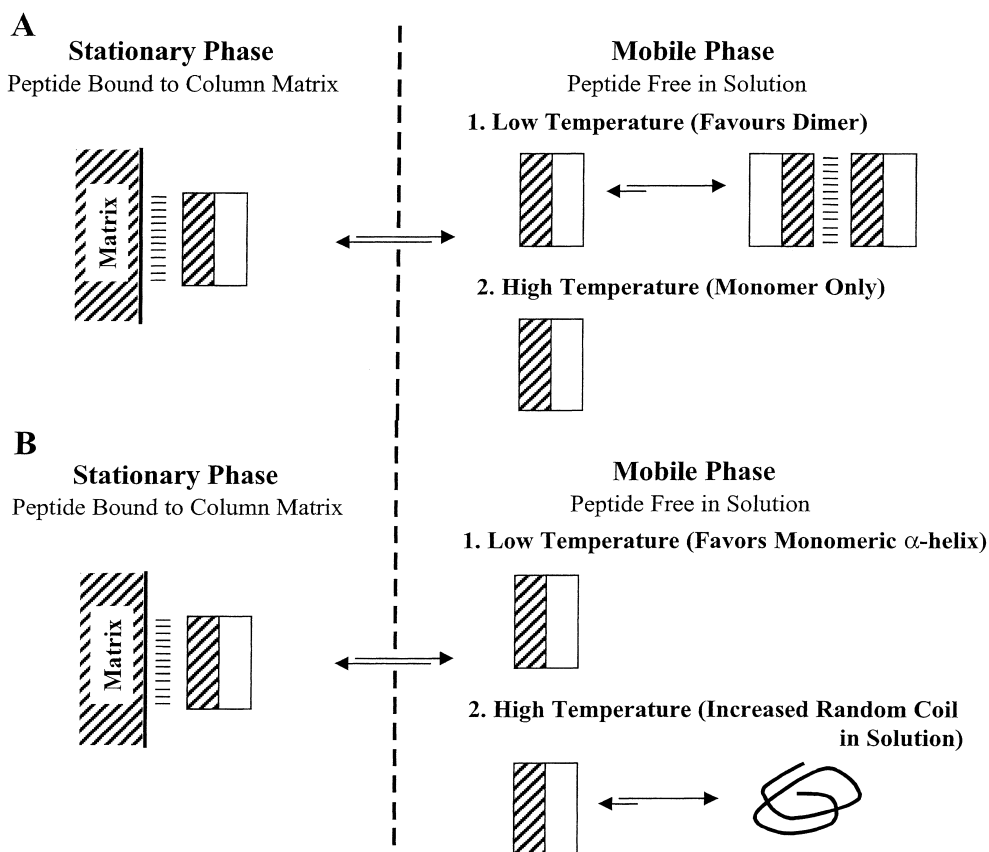 A
Stationary Phase
Peptide Bound to Column Matrix
Matrix
Mobile Phase
Peptide Free in Solution
1. Low Temperature (Favours Dimer)
2. High Temperature (Monomer Only)
B
Stationary Phase
Peptide Bound to Column Matrix
Matrix
Mobile Phase
Peptide Free in Solution
1. Low Temperature (Favors Monomeric α-helix)
2. High Temperature (Increased Random Coil
in Solution)